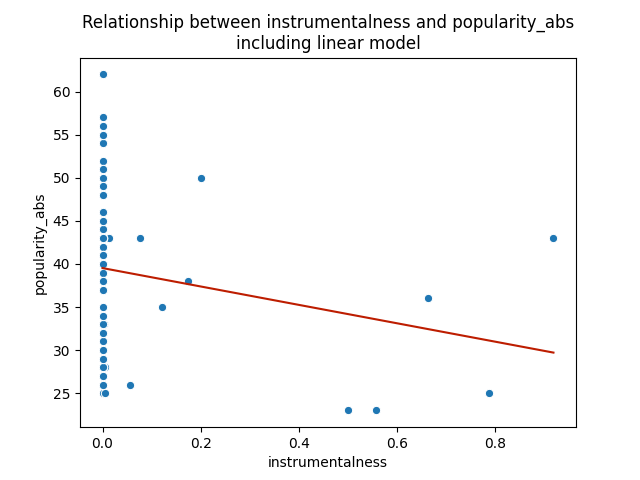 Relationship between instrumentalness and popularity_abs
including linear model
popularity_abs
60
55
50
45
40
35
30
25
0.0 0.2 0.4 0.6 0.8
instrumentalness